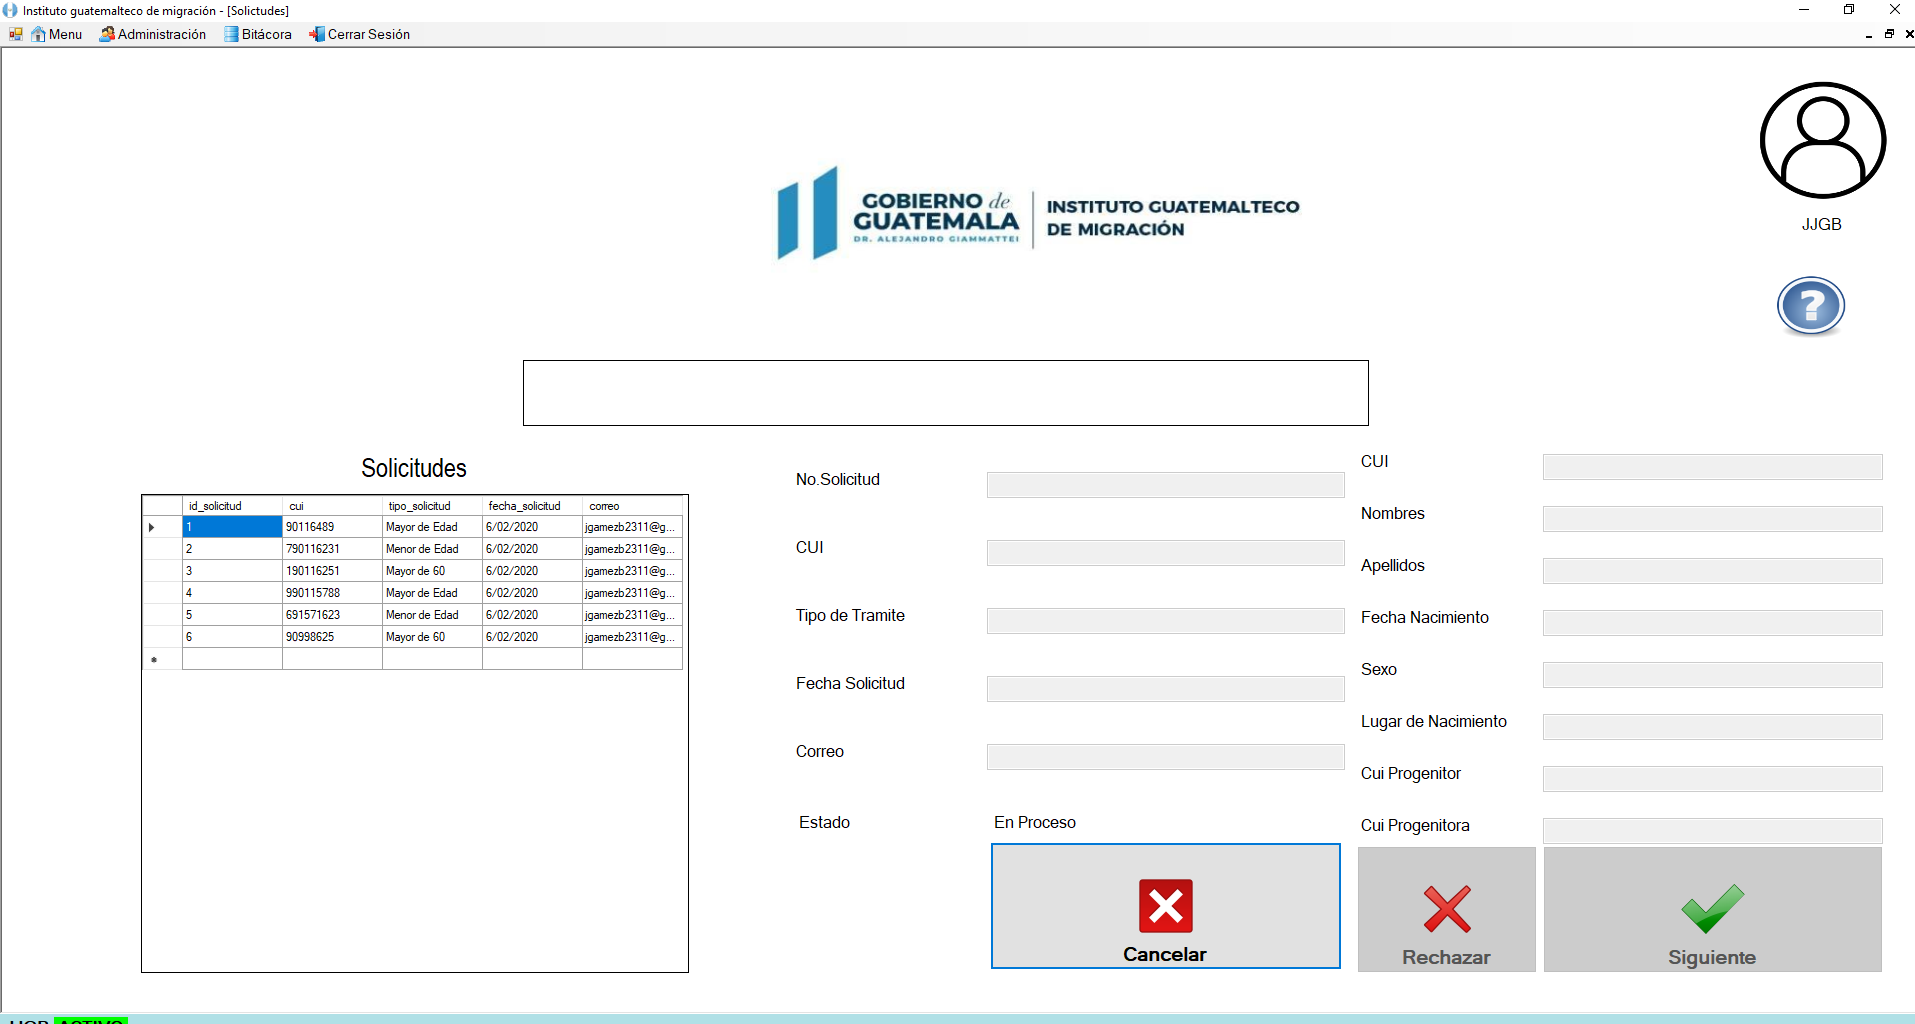 Instituto guatemalteco de migración - [Solictudes]
Menu Administración Bitácora Cerrar Sesión
GOBIERNO de
GUATEMALA
DR. ALEJANDRO GIAMMATTEI
INSTITUTO GUATEMALTECO
DE MIGRACIÓN
JJGB
Solicitudes
id_solicitud cui tipo_solicitud fecha_solicitud correo
1 90116489 Mayor de Edad 6/02/2020 jgamezb2311@g...
2 790116231 Menor de Edad 6/02/2020 jgamezb2311@g...
3 190116251 Mayor de 60 6/02/2020 jgamezb2311@g...
4 990115788 Mayor de Edad 6/02/2020 jgamezb2311@g...
5 691571623 Menor de Edad 6/02/2020 jgamezb2311@g...
6 90998625 Mayor de 60 6/02/2020 jgamezb2311@g...
No.Solicitud
CUI
Tipo de Tramite
Fecha Solicitud
Correo
Estado En Proceso
Cancelar
CUI
Nombres
Apellidos
Fecha Nacimiento
Sexo
Lugar de Nacimiento
Cui Progenitor
Cui Progenitora
Rechazar
Siguiente
ACTIVO